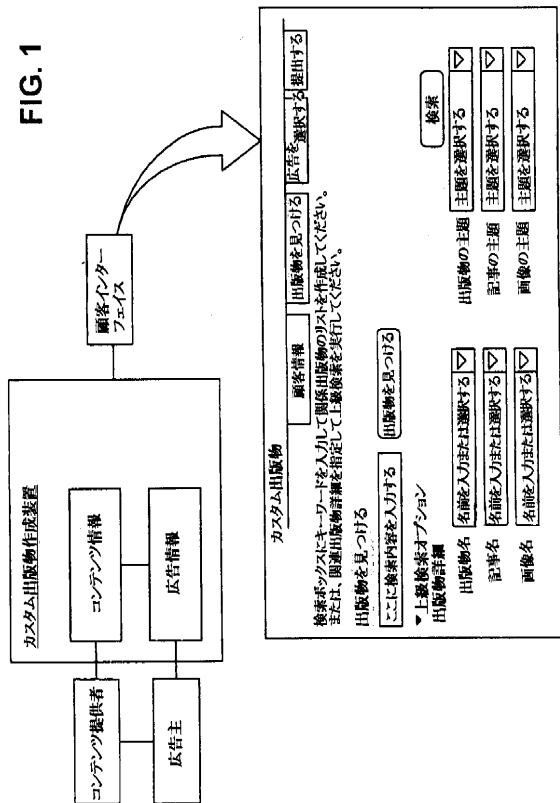 FIG. 1
カスタム出版物作成装置
コンテンツ提供者
コンテンツ情報
広告主
広告情報
顧客インター
フェイス
カスタム出版物
顧客情報
出版物を見つける
広告を
選択する
提出する
検索ボックスにキーワードを入力して関係出版物のリストを作成してください。
または、関連出版物詳細を指定して上級検索を実行してください。
出版物を見つける
ここに検索内容を入力する
出版物を見つける
▼上級検索オプション
出版物詳細
検索
出版物名 名前を入力または選択する 出版物の主題 主題を選択する
記事名 名前を入力または選択する 記事の主題 主題を選択する
画像名 名前を入力または選択する 画像の主題 主題を選択する